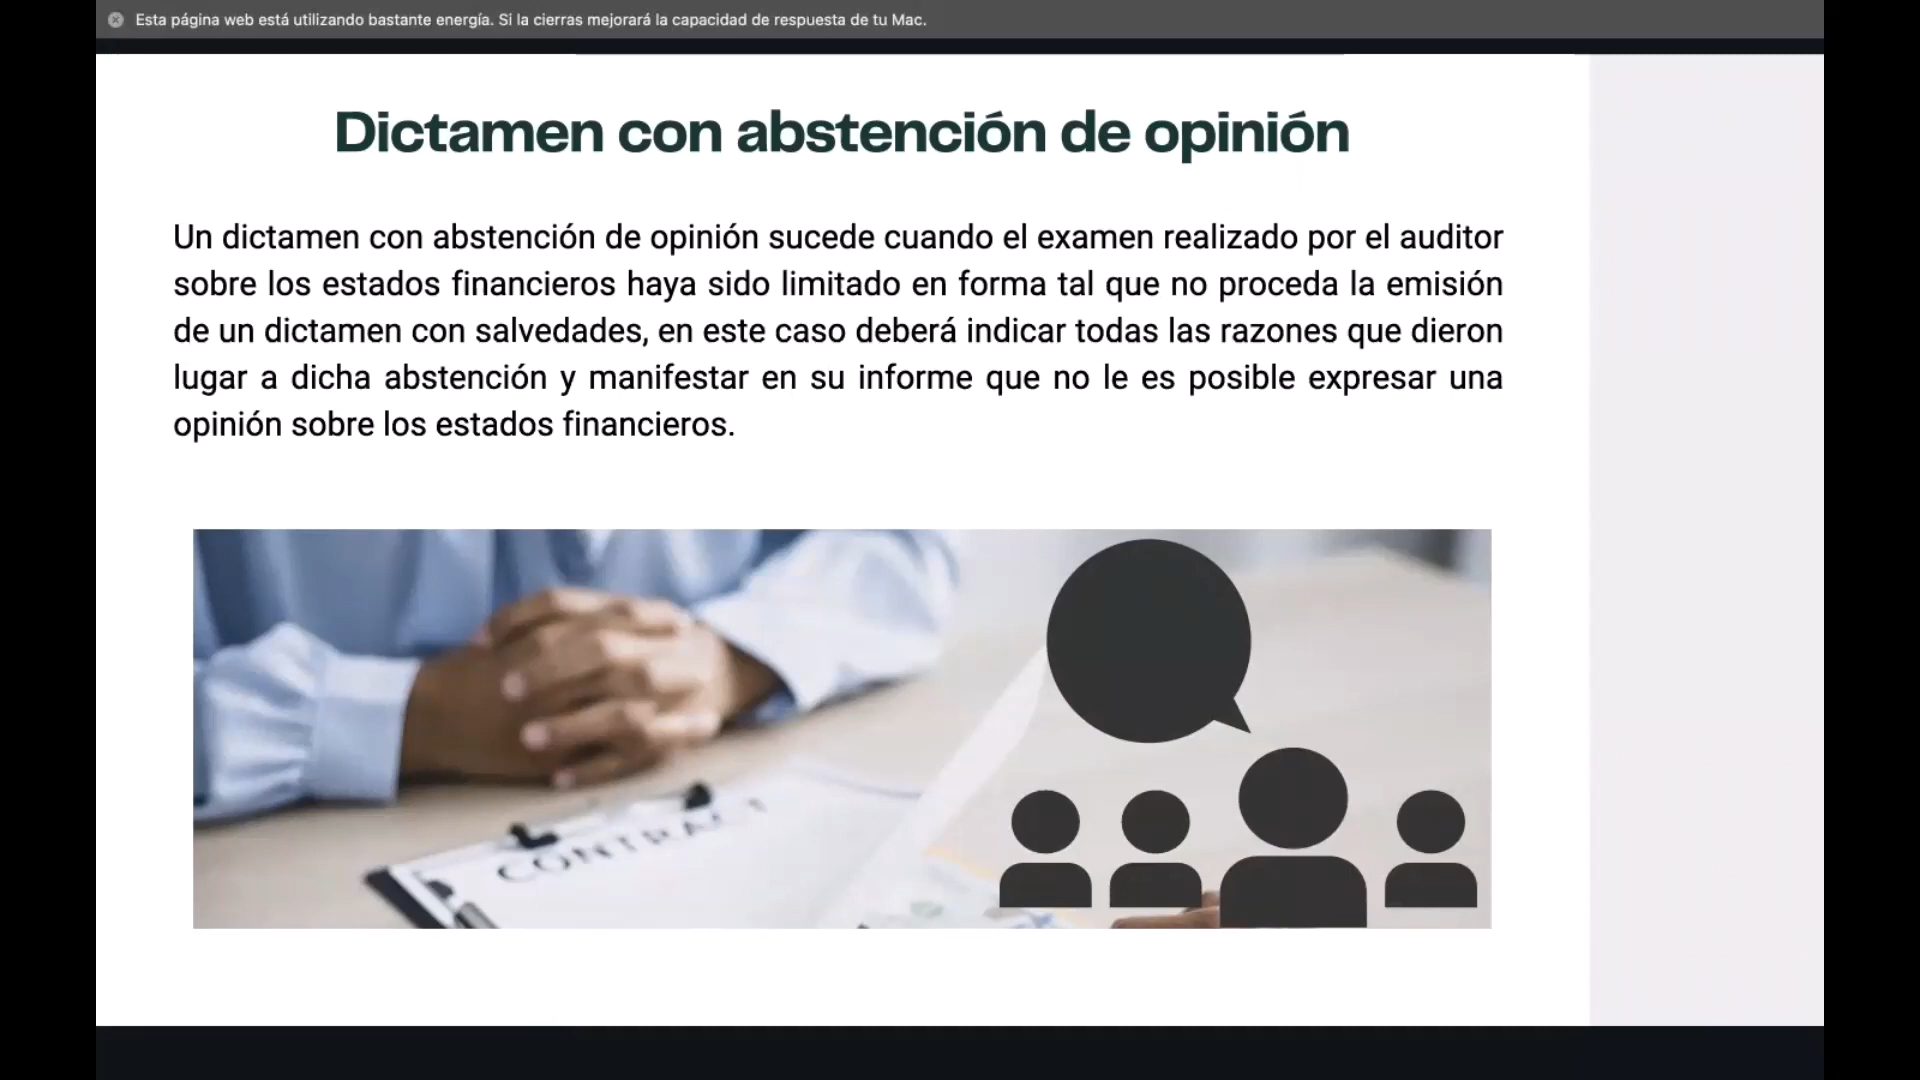 Esta página web está utilizando bastante energía. Si la cierras mejorará la capacidad de respuesta de tu Mac.
Dictamen con abstención de opinión
Un dictamen con abstención de opinión sucede cuando el examen realizado por el auditor
sobre los estados financieros haya sido limitado en forma tal que no proceda la emisión
de un dictamen con salvedades, en este caso deberá indicar todas las razones que dieron
lugar a dicha abstención y manifestar en su informe que no le es posible expresar una
opinión sobre los estados financieros.
CONTRACT